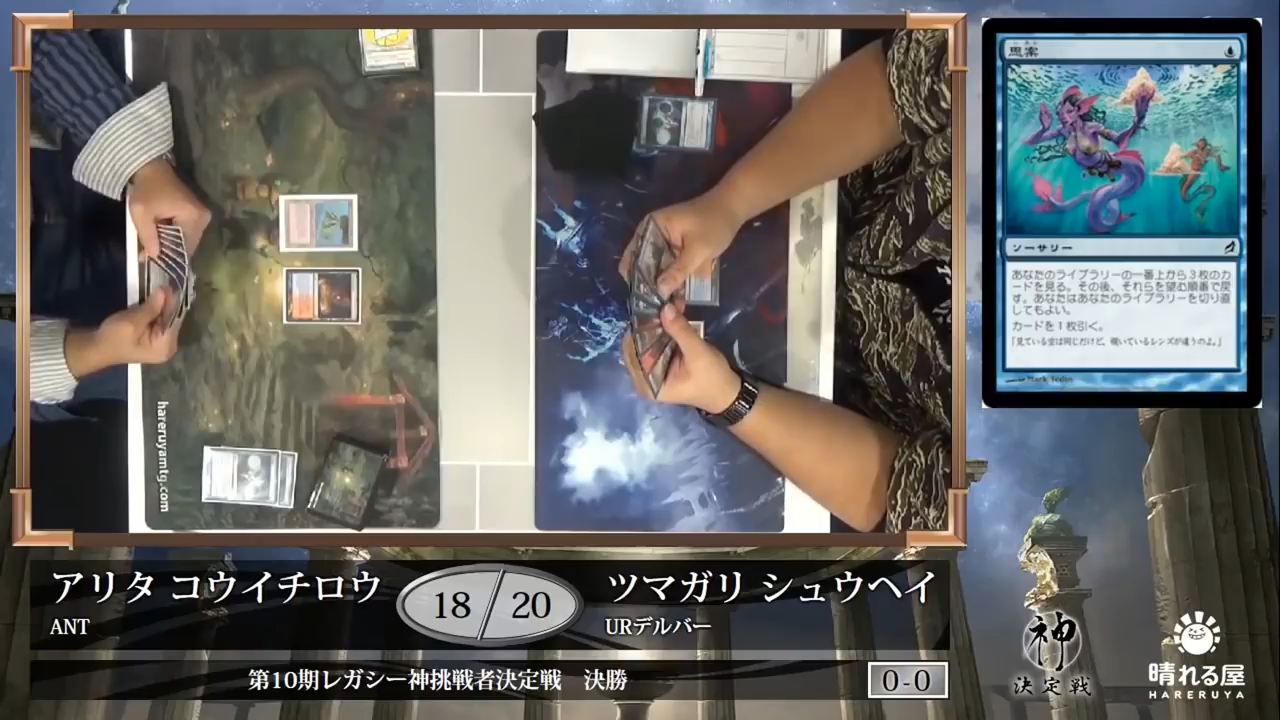 思案
ソーサリー
あなたのライブラリーの一番上から3枚のカ
ードを見る。その後、それらを望む順番で戻
す。あなたはあなたのライブラリーを切り直
してもよい。
カードを1枚引く。
「見ている空は同じだけど、覗いているレンズが違うのよ。」
hareruyamtg.com
アリタ コウイチロウ
18 / 20
ツマガリ シュウヘイ
ANT
URデルバー
第10期レガシー神挑戦者決定戦 決勝
0-0
神
決定戦
晴れる屋
HARERUYA